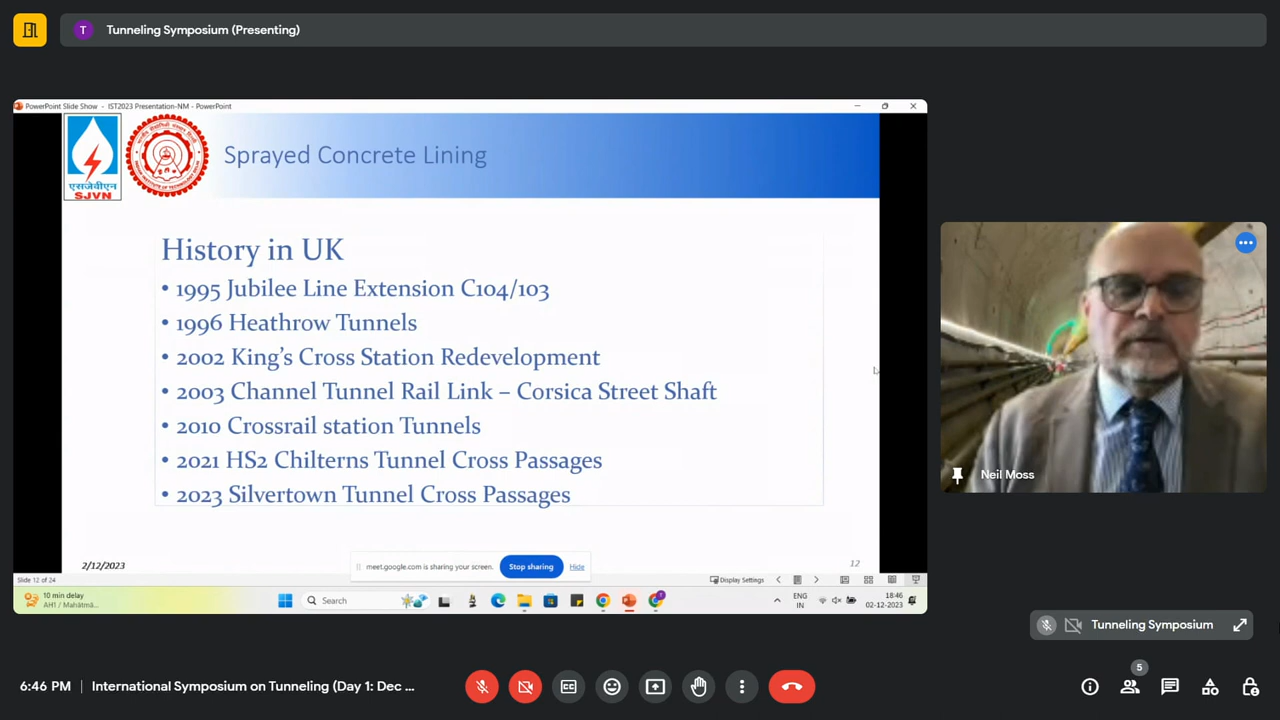 T Tunneling Symposium (Presenting)
PowerPoint Slide Show - IST2023 Presentation-NM - PowerPoint
एसजेवीएन
SJVN
Sprayed Concrete Lining
History in UK
• 1995 Jubilee Line Extension C104/103
• 1996 Heathrow Tunnels
• 2002 King's Cross Station Redevelopment
• 2003 Channel Tunnel Rail Link – Corsica Street Shaft
• 2010 Crossrail station Tunnels
• 2021 HS2 Chilterns Tunnel Cross Passages
• 2023 Silvertown Tunnel Cross Passages
2/12/2023
meet.google.com is sharing your screen. Stop sharing Hide
12
Slide 12 of 24
Display Settings
10 min delay
AH1 / Mahātmā...
Search
ENG
IN
18:46
02-12-2023
Neil Moss
Tunneling Symposium
6:46 PM | International Symposium on Tunneling (Day 1: Dec ...
5